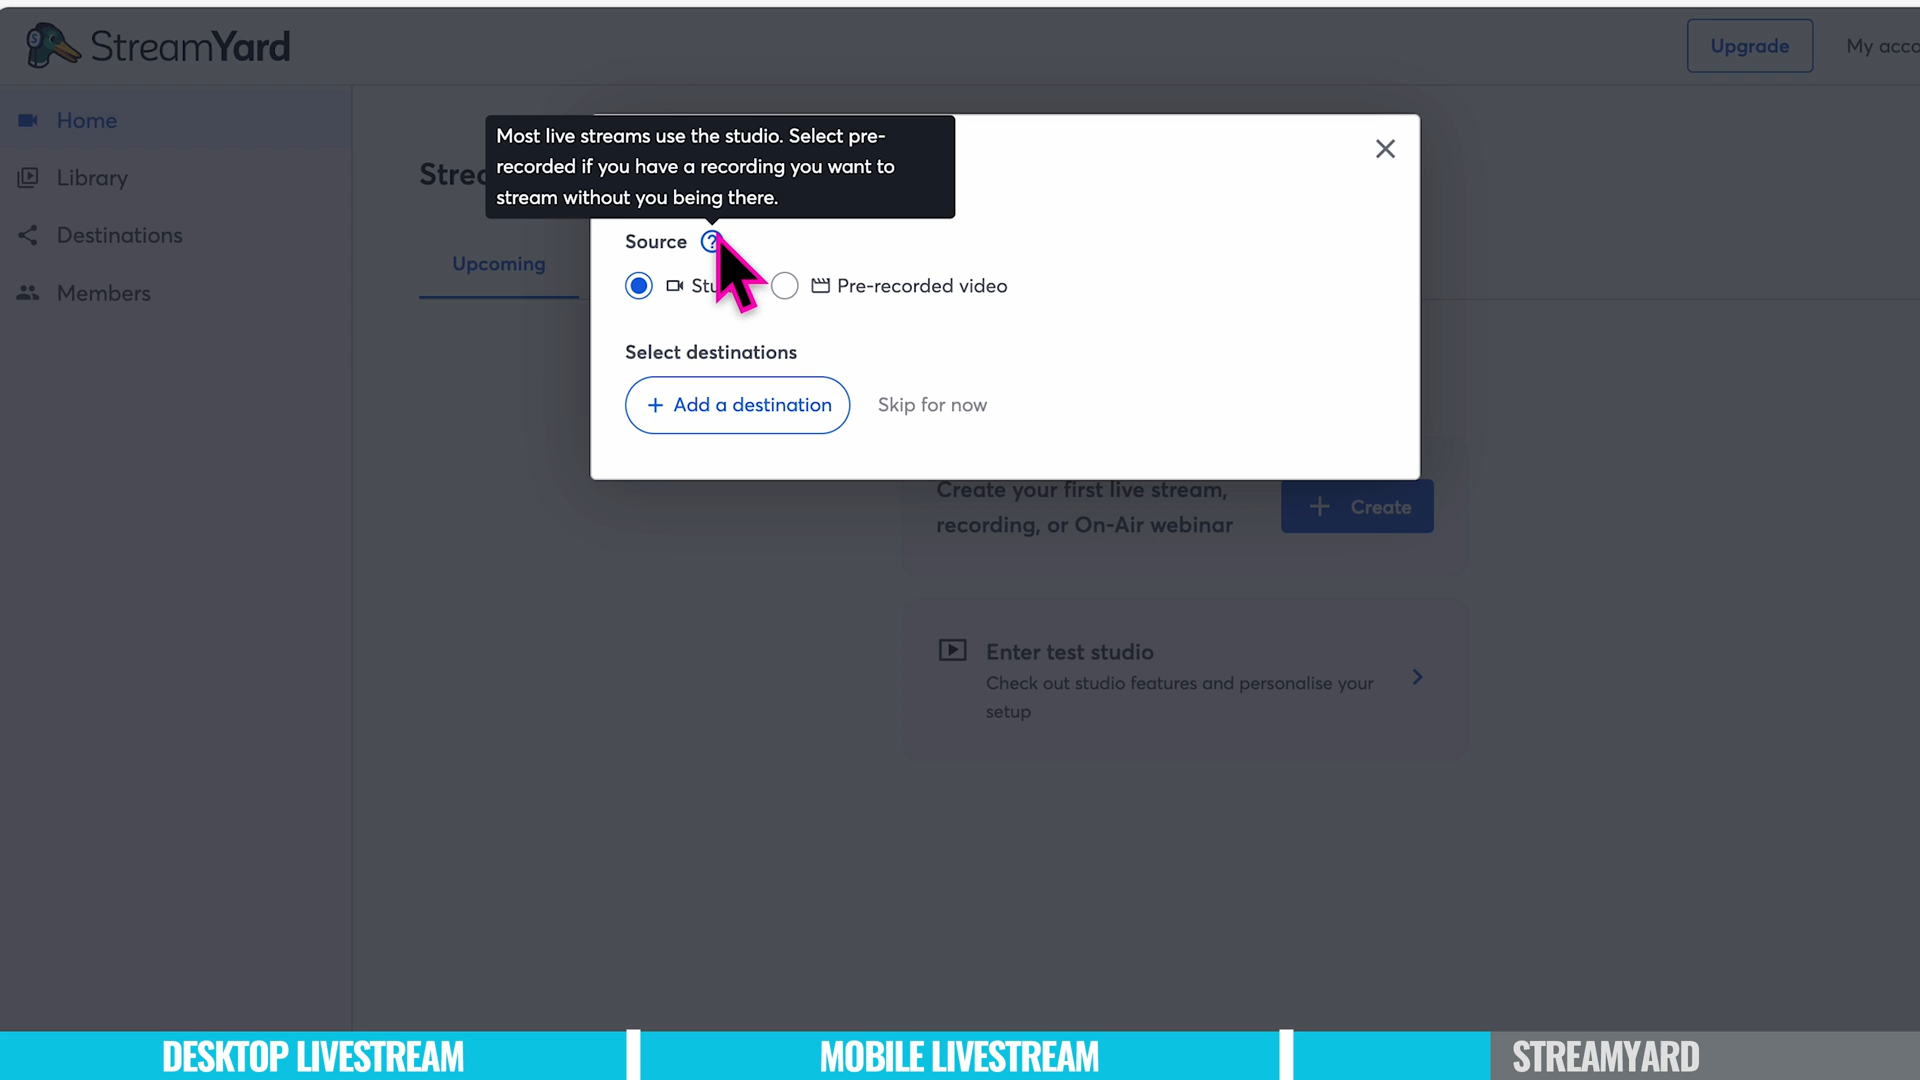 StreamYard
Upgrade
My acco
Home
Library
Destinations
Members
Most live streams use the studio. Select pre-
recorded if you have a recording you want to
stream without you being there.
Upcoming
Source
Pre-recorded video
Select destinations
+ Add a destination
Skip for now
Create your first live stream,
recording, or On-Air webinar
+ Create
Enter test studio
Check out studio features and personalise your
setup
DESKTOP LIVESTREAM
MOBILE LIVESTREAM
STREAMYARD